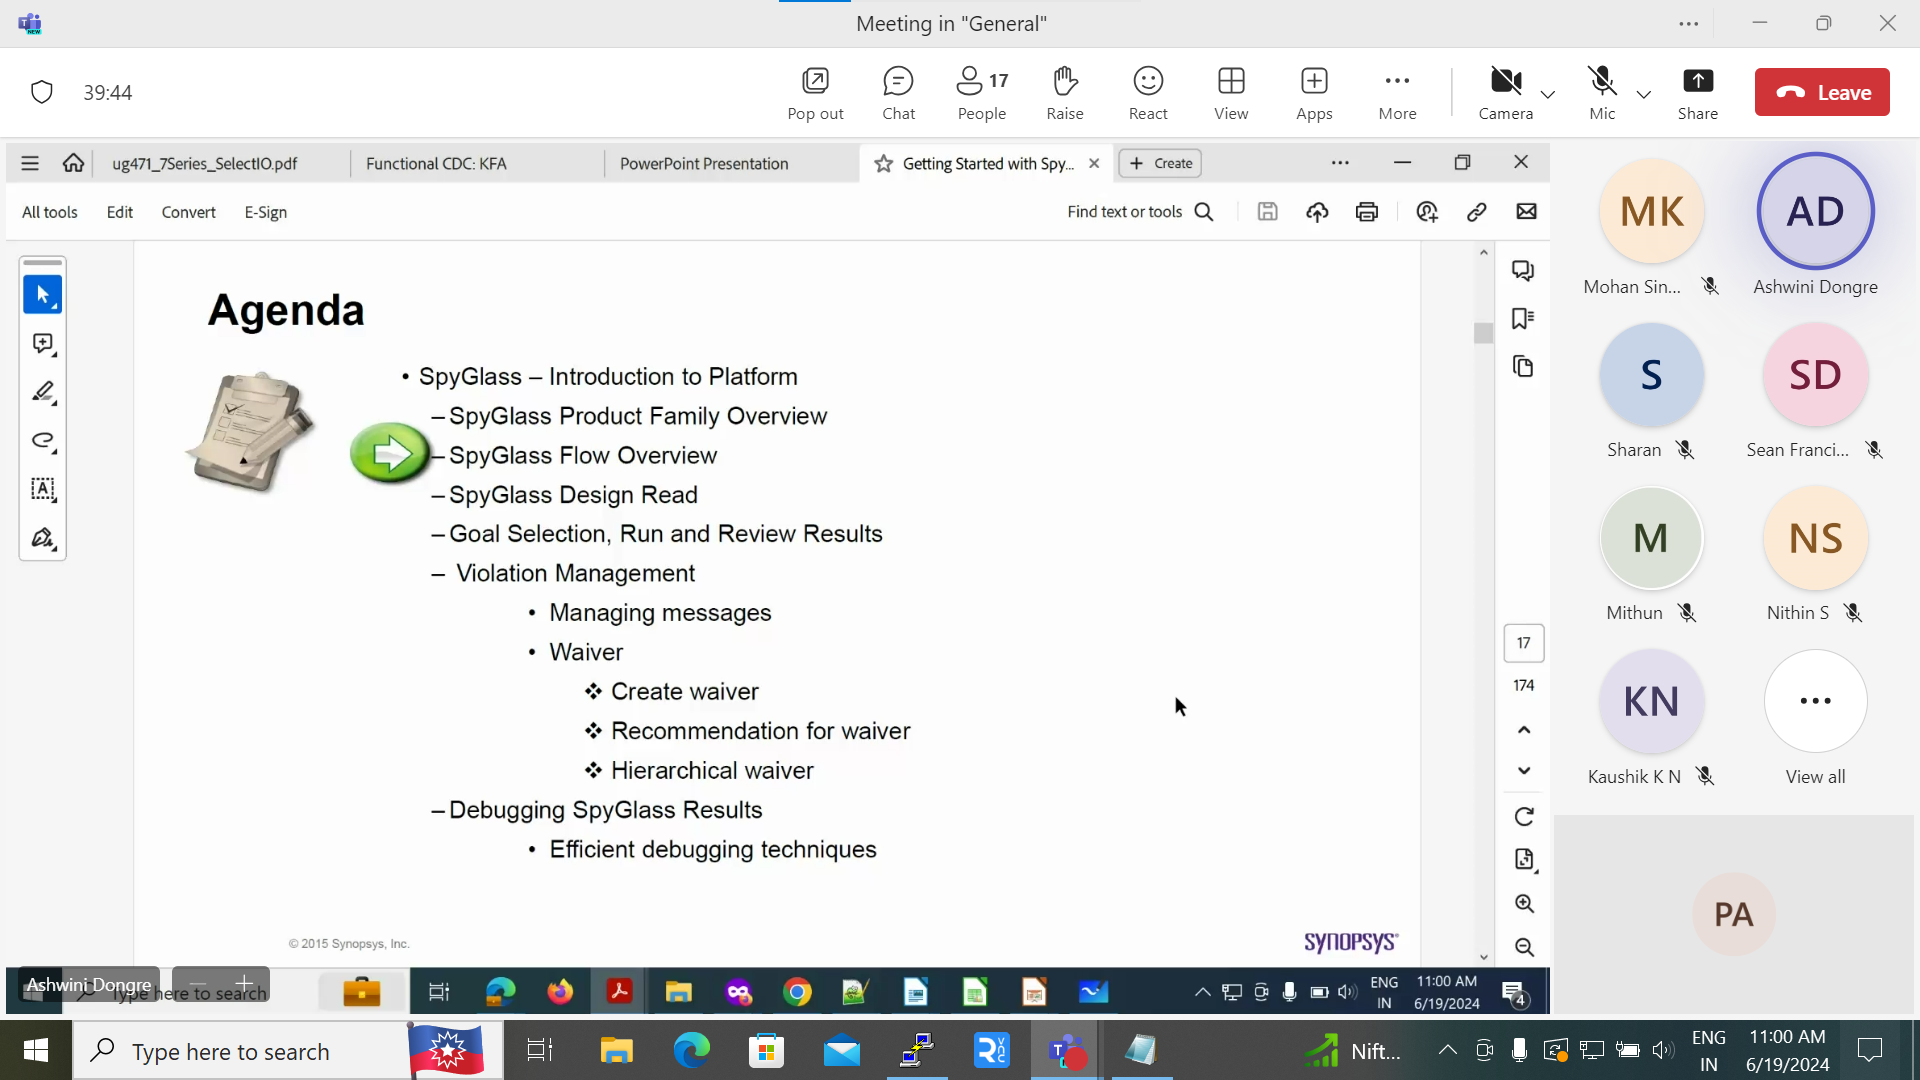 Meeting in "General"
39:44
Pop out
Chat
17
People
Raise
React
View
Apps
More
Camera
Mic
Share
Leave
ug471_7Series_SelectIO.pdf
Functional CDC: KFA
PowerPoint Presentation
Getting Started with Spy...
Create
All tools
Edit
Convert
E-Sign
Find text or tools
Agenda
• SpyGlass – Introduction to Platform
– SpyGlass Product Family Overview
– SpyGlass Flow Overview
– SpyGlass Design Read
– Goal Selection, Run and Review Results
– Violation Management
• Managing messages
• Waiver
❖ Create waiver
❖ Recommendation for waiver
❖ Hierarchical waiver
– Debugging SpyGlass Results
• Efficient debugging techniques
© 2015 Synopsys, Inc.
SYNOPSYS®
17
174
MK
Mohan Sin...
AD
Ashwini Dongre
S
Sharan
SD
Sean Franci...
M
Mithun
NS
Nithin S
KN
Kaushik K N
View all
PA
Ashwini Dongre
Type here to search
ENG
IN
11:00 AM
6/19/2024
4
Type here to search
Nift...
ENG
IN
11:00 AM
6/19/2024